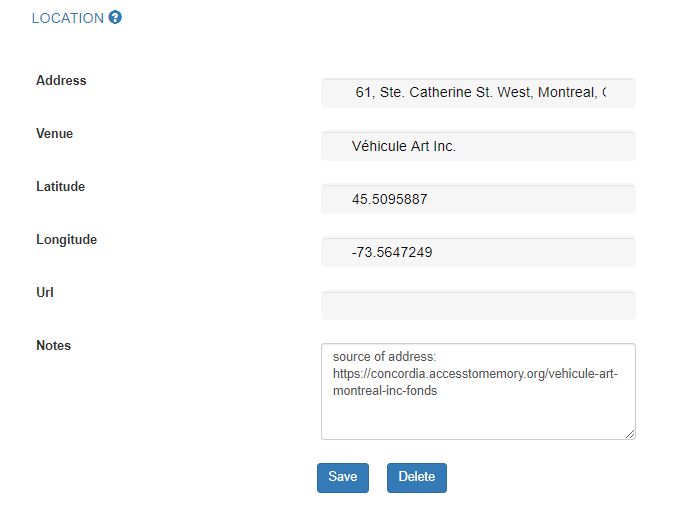 LOCATION ?
Address
61, Ste. Catherine St. West, Montreal,
Venue
Véhicule Art Inc.
Latitude
45.5095887
Longitude
-73.5647249
Url
Notes
source of address:
https://concordia.accesstomemory.org/vehicule-art-
montreal-inc-fonds
Save Delete